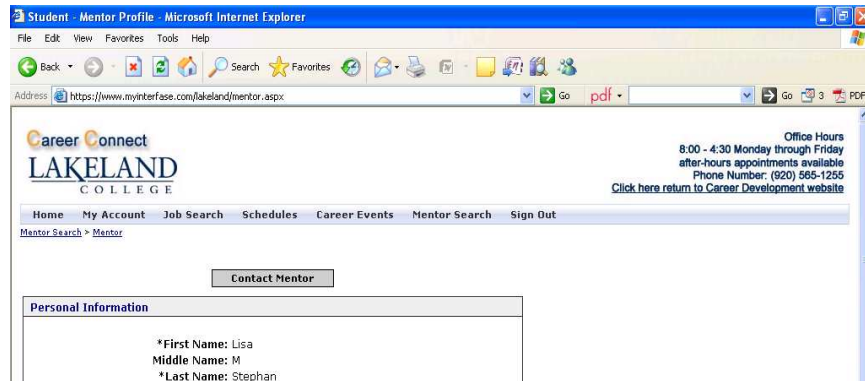 Student - Mentor Profile - Microsoft Internet Explorer
File Edit View Favorites Tools Help
Back Search Favorites
Address https://www.myinterfase.com/lakeland/mentor.aspx Go pdf Go 3 PDF
Career Connect
LAKELAND
COLLEGE
Office Hours
8:00 - 4:30 Monday through Friday
after-hours appointments available
Phone Number: (920) 565-1255
Click here return to Career Development website
Home My Account Job Search Schedules Career Events Mentor Search Sign Out
Mentor Search > Mentor
Contact Mentor
Personal Information
*First Name: Lisa
Middle Name: M
*Last Name: Stephan